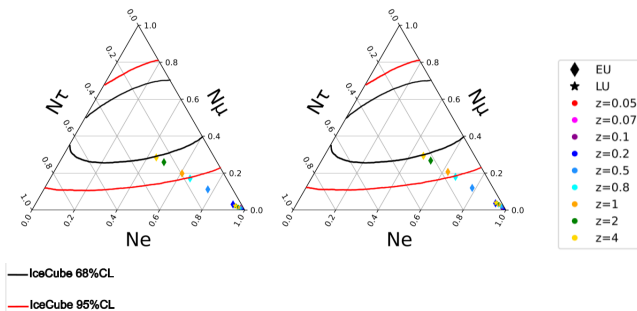 0.0 1.0
0.2 0.8
0.4 0.6
0.6 0.4
0.8 0.2
1.0 0.0
0.0 0.2 0.4 0.6 0.8 1.0
Nτ Nμ
Ne
0.0 1.0
0.2 0.8
0.4 0.6
0.6 0.4
0.8 0.2
1.0 0.0
0.0 0.2 0.4 0.6 0.8 1.0
Nτ Nμ
Ne
EU
LU
z=0.05
z=0.07
z=0.1
z=0.2
z=0.5
z=0.8
z=1
z=2
z=4
IceCube 68%CL
IceCube 95%CL